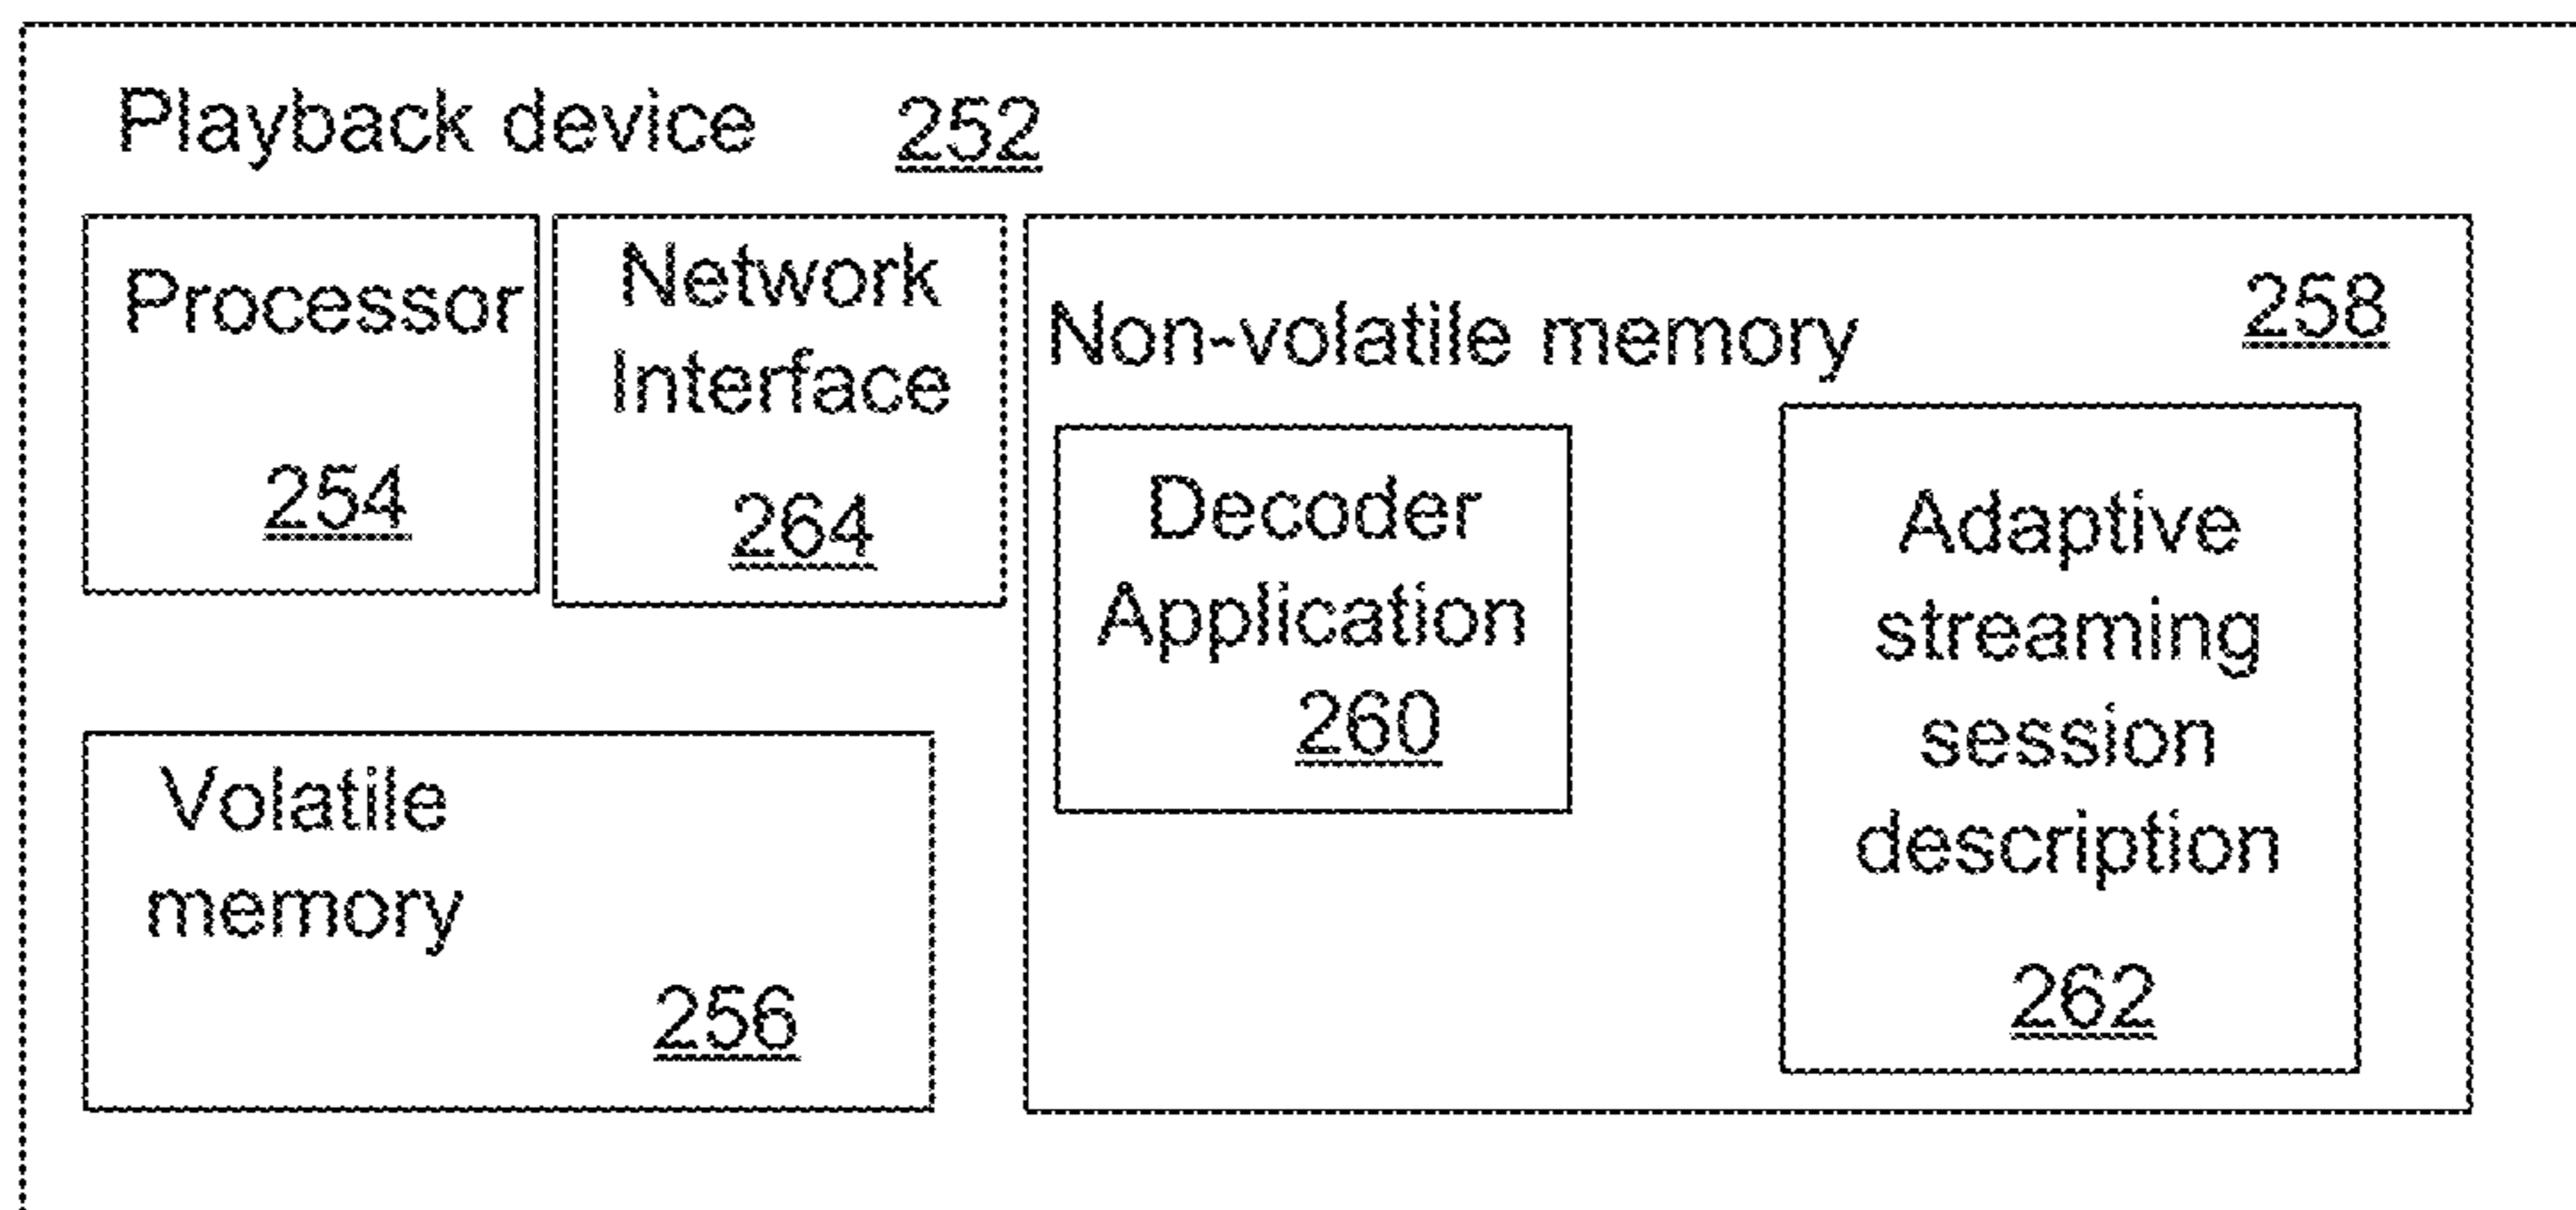 Playback device 252
Processor
254
Network
Interface
264
Non-volatile memory 258
Decoder
Application
260
Adaptive
streaming
session
description
262
Volatile
memory
256